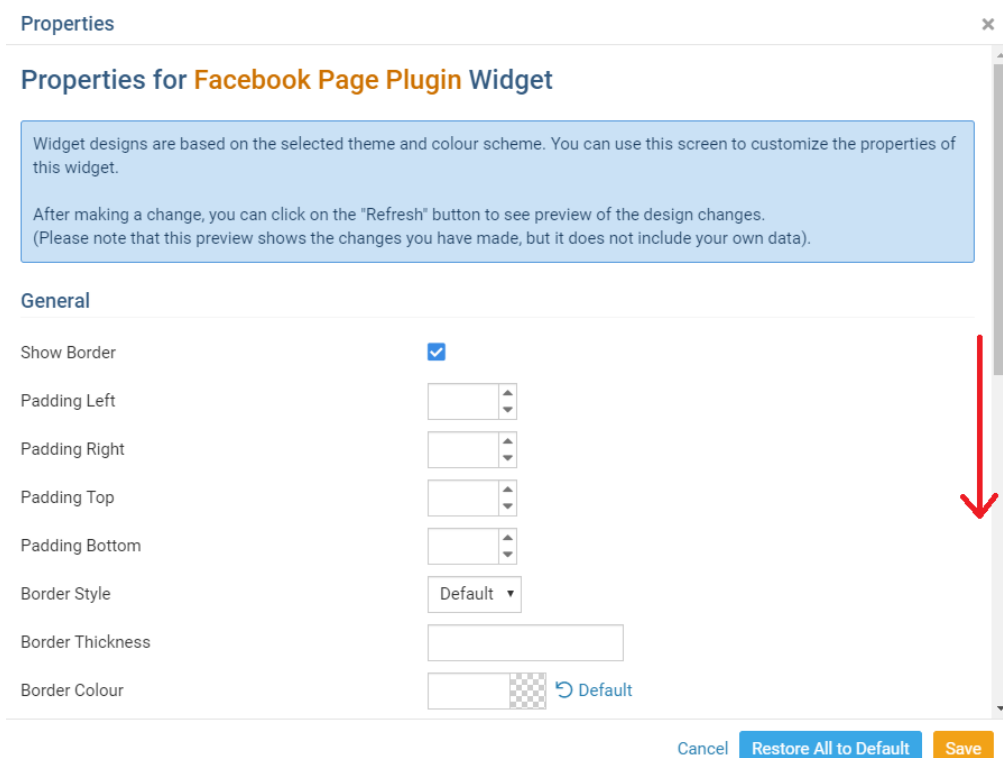 Properties
Properties for Facebook Page Plugin Widget
Widget designs are based on the selected theme and colour scheme. You can use this screen to customize the properties of
this widget.
After making a change, you can click on the "Refresh" button to see preview of the design changes.
(Please note that this preview shows the changes you have made, but it does not include your own data).
General
Show Border
Padding Left
Padding Right
Padding Top
Padding Bottom
Border Style Default
Border Thickness
Border Colour Default
Cancel Restore All to Default Save